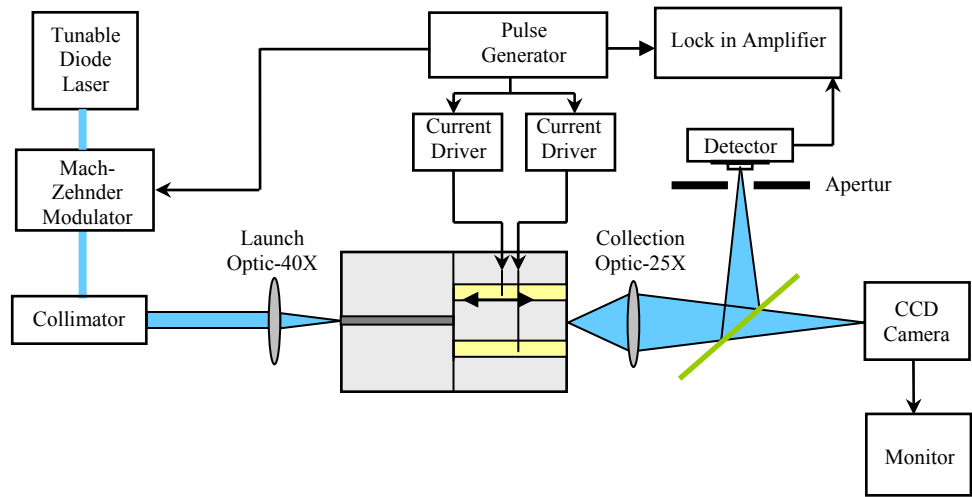 Tunable
Diode
Laser
Pulse
Generator
Lock in Amplifier
Current
Driver
Current
Driver
Detector
Mach-
Zehnder
Modulator
Apertur
Launch
Optic-40X
Collection
Optic-25X
Collimator
CCD
Camera
Monitor